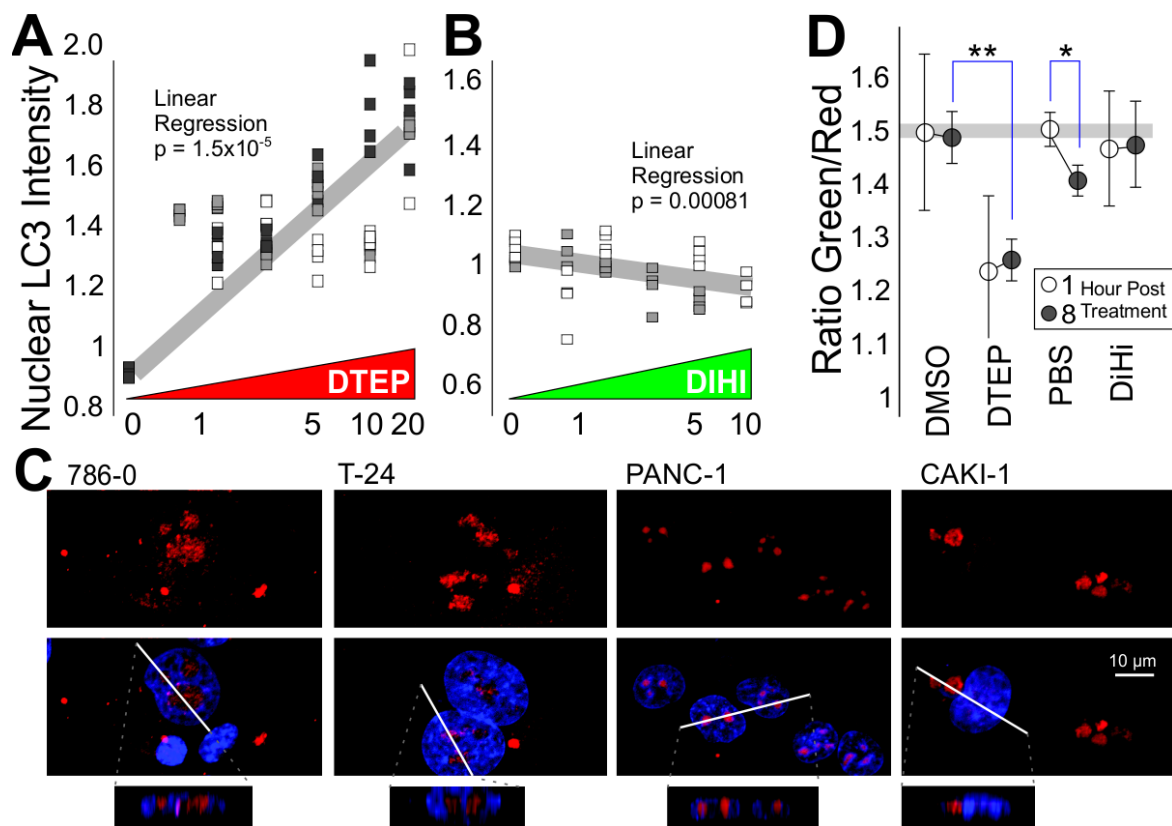 A
Nuclear LC3 Intensity
2.0
1.8
1.6
1.4
1.2
1
0.8
Linear
Regression
p = 1.5x10⁻⁵
DTEP
0 1 5 10 20
B
1.6
1.4
1.2
1
0.8
0.6
Linear
Regression
p = 0.00081
DIHI
0 1 5 10
D
Ratio Green/Red
1.6
1.5
1.4
1.3
1.2
1.1
1
**
*
1 Hour Post
8 Treatment
DMSO
DTEP
PBS
DiHi
C
786-0
T-24
PANC-1
CAKI-1
10 µm